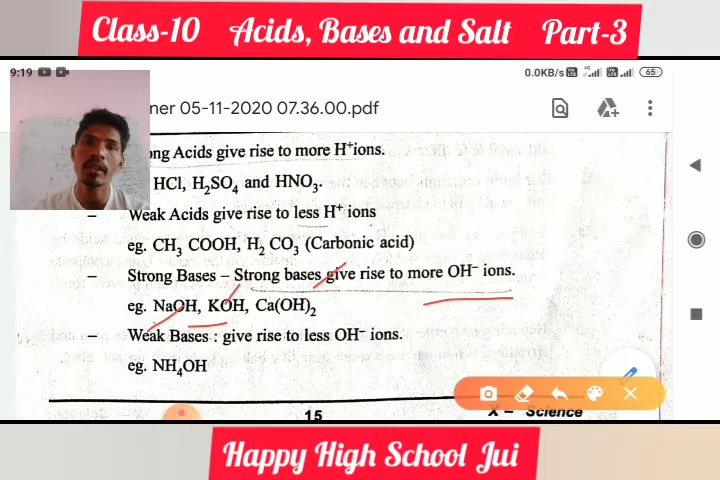 Class-10 Acids, Bases and Salt Part-3
9:19 0.0KB/s 65
ner 05-11-2020 07.36.00.pdf
ong Acids give rise to more H⁺ions.
HCl, H₂SO₄ and HNO₃.
– Weak Acids give rise to less H⁺ ions
eg. CH₃ COOH, H₂ CO₃ (Carbonic acid)
– Strong Bases – Strong bases give rise to more OH⁻ ions.
eg. NaOH, KOH, Ca(OH)₂
– Weak Bases : give rise to less OH⁻ ions.
eg. NH₄OH
15 X – Science
Happy High School Jui